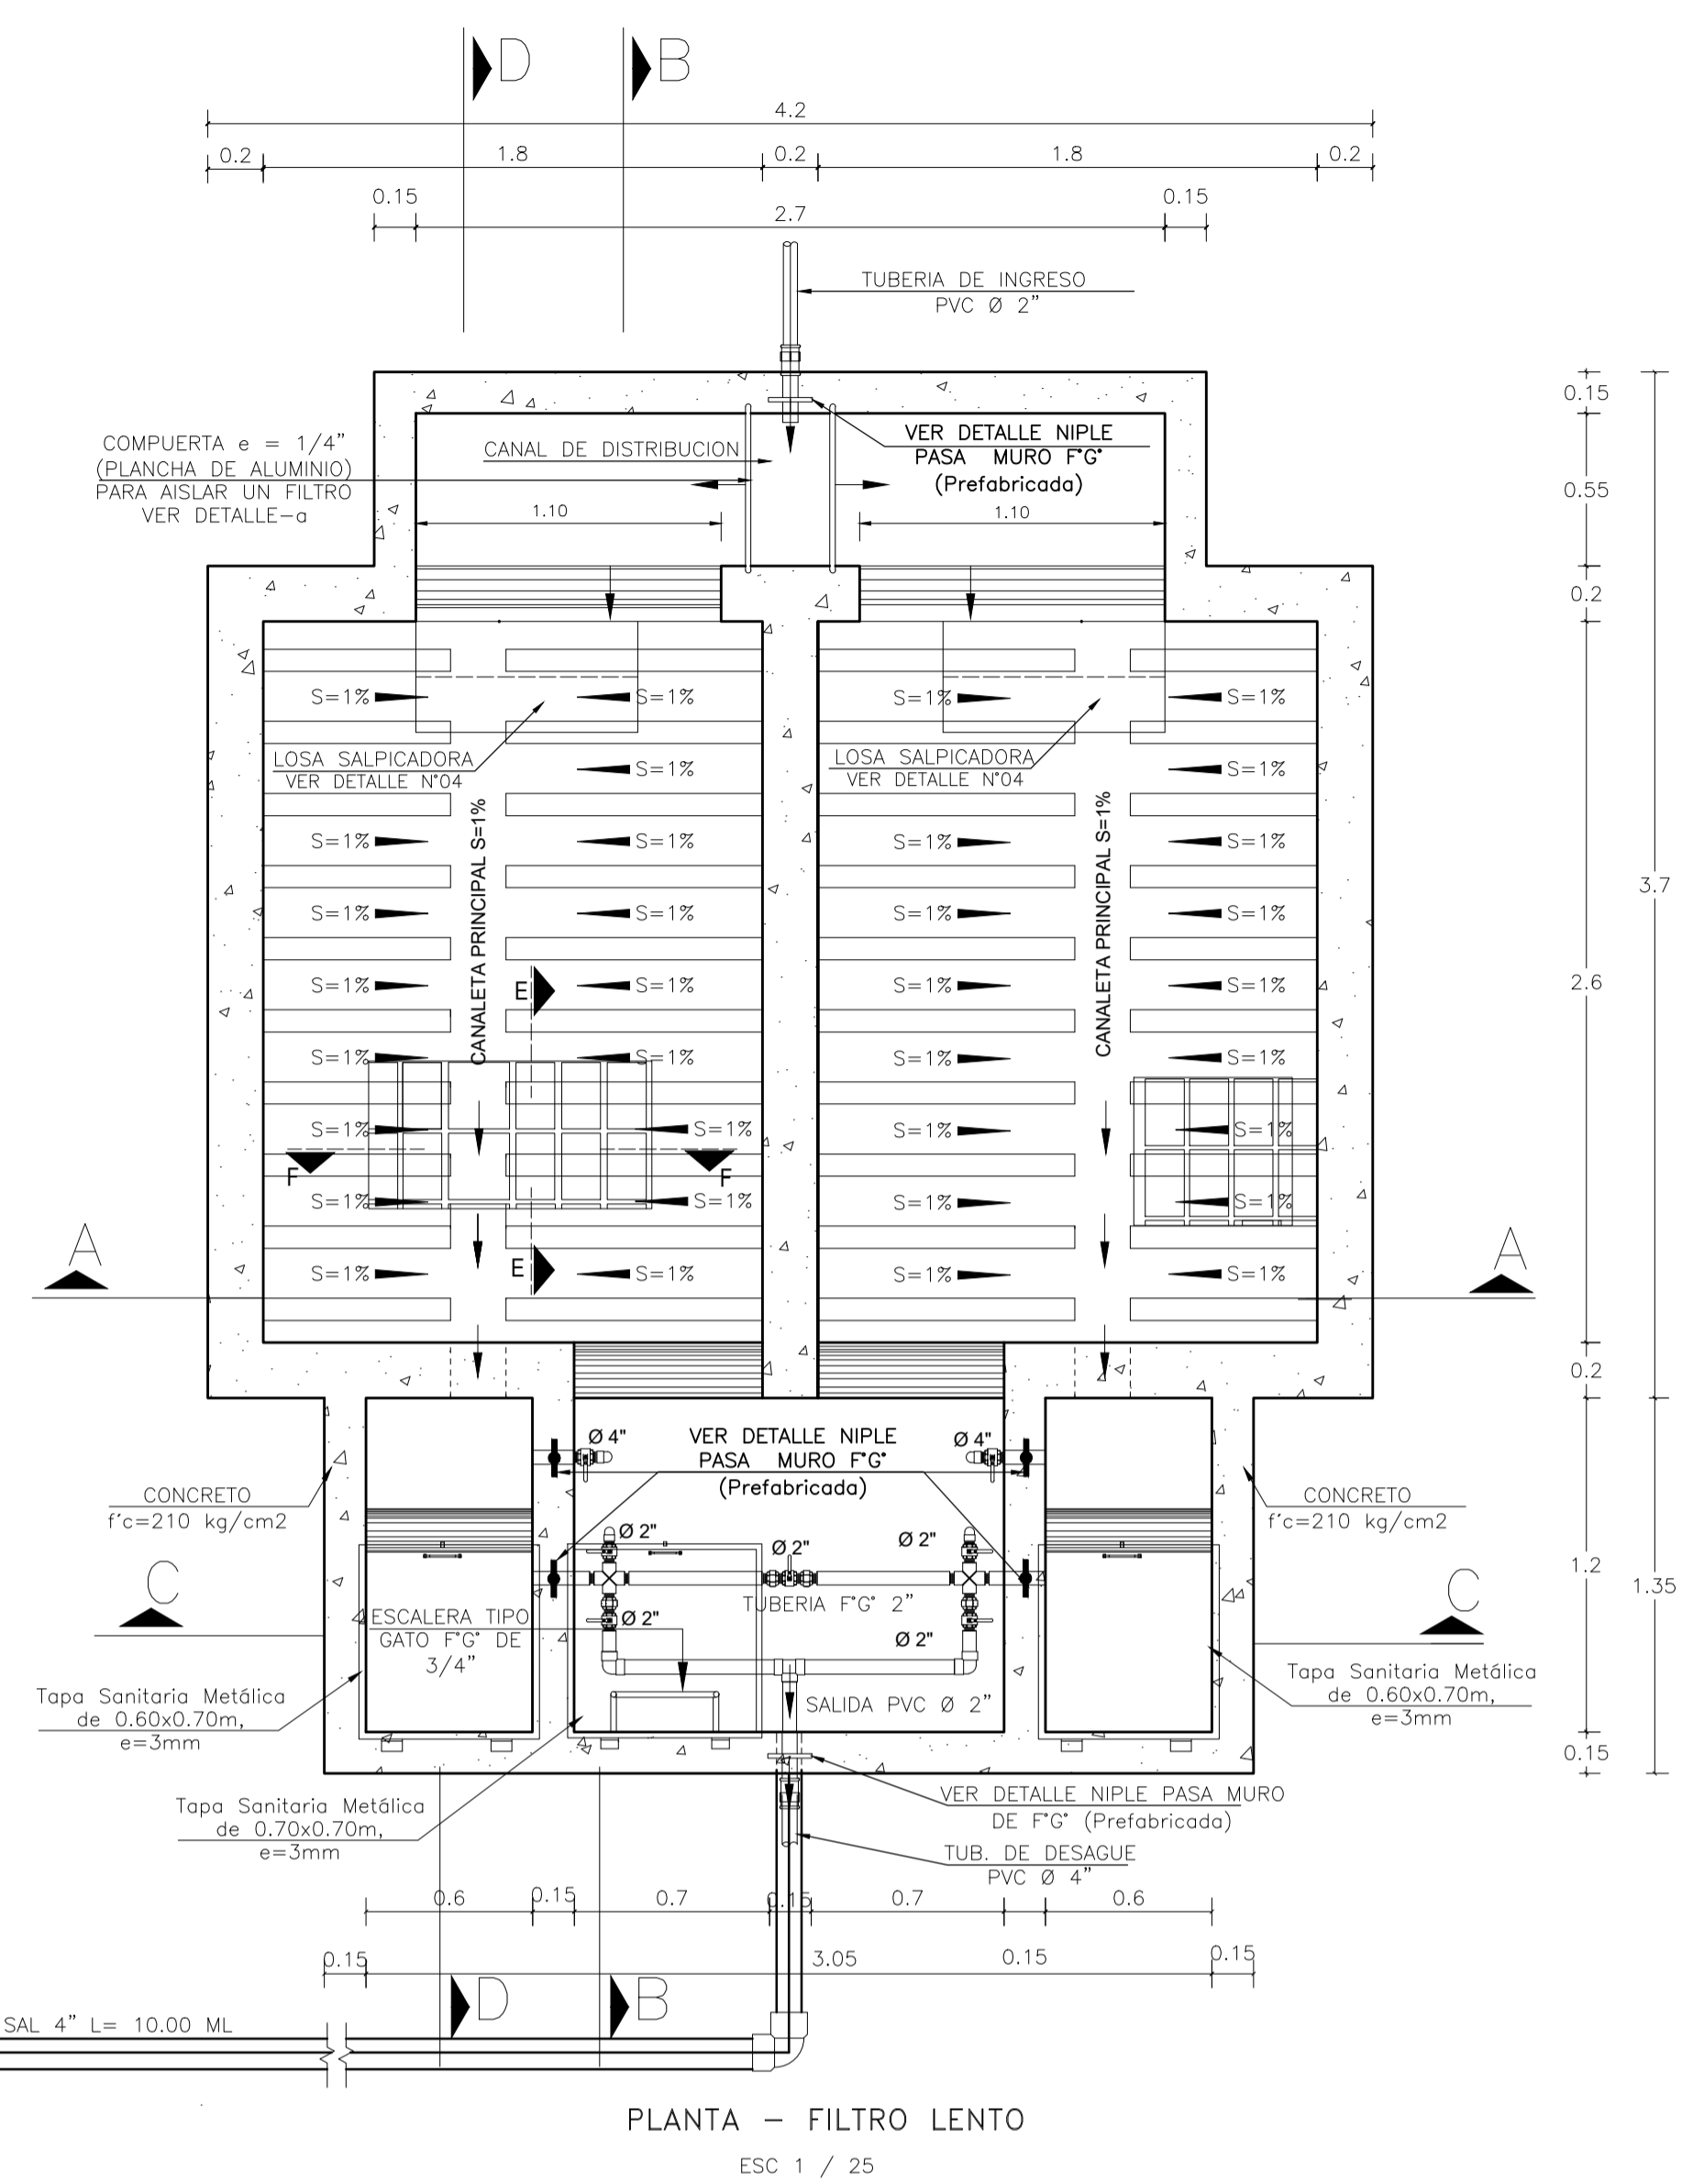 D
B
4.2
0.2
1.8
0.2
1.8
0.2
0.15
2.7
0.15
TUBERIA DE INGRESO
PVC Ø 2"
0.15
COMPUERTA e = 1/4"
(PLANCHA DE ALUMINIO)
PARA AISLAR UN FILTRO
VER DETALLE-a
CANAL DE DISTRIBUCION
VER DETALLE NIPLE
PASA MURO F°G°
(Prefabricada)
0.55
1.10
1.10
0.2
S=1%
S=1%
S=1%
S=1%
LOSA SALPICADORA
VER DETALLE N°04
S=1%
LOSA SALPICADORA
VER DETALLE N°04
S=1%
CANALETA PRINCIPAL S=1%
CANALETA PRINCIPAL S=1%
S=1%
S=1%
S=1%
S=1%
3.7
S=1%
S=1%
S=1%
S=1%
2.6
S=1%
E
S=1%
S=1%
S=1%
S=1%
S=1%
S=1%
S=1%
S=1%
S=1%
S=1%
S=1%
F
F
S=1%
S=1%
S=1%
S=1%
A
A
S=1%
E
S=1%
S=1%
S=1%
0.2
Ø 4"
VER DETALLE NIPLE
PASA MURO F°G°
(Prefabricada)
Ø 4"
CONCRETO
f'c=210 kg/cm2
CONCRETO
f'c=210 kg/cm2
Ø 2"
Ø 2"
Ø 2"
1.2
1.35
C
C
TUBERIA F°G° 2"
ESCALERA TIPO
GATO F°G° DE
3/4"
Ø 2"
Ø 2"
Tapa Sanitaria Metálica
de 0.60x0.70m,
e=3mm
SALIDA PVC Ø 2"
Tapa Sanitaria Metálica
de 0.60x0.70m,
e=3mm
0.15
Tapa Sanitaria Metálica
de 0.70x0.70m,
e=3mm
VER DETALLE NIPLE PASA MURO
DE F°G° (Prefabricada)
TUB. DE DESAGUE
PVC Ø 4"
0.6
0.15
0.7
0.15
0.7
0.6
0.15
3.05
0.15
0.15
D
B
SAL 4" L= 10.00 ML
PLANTA - FILTRO LENTO
ESC 1 / 25